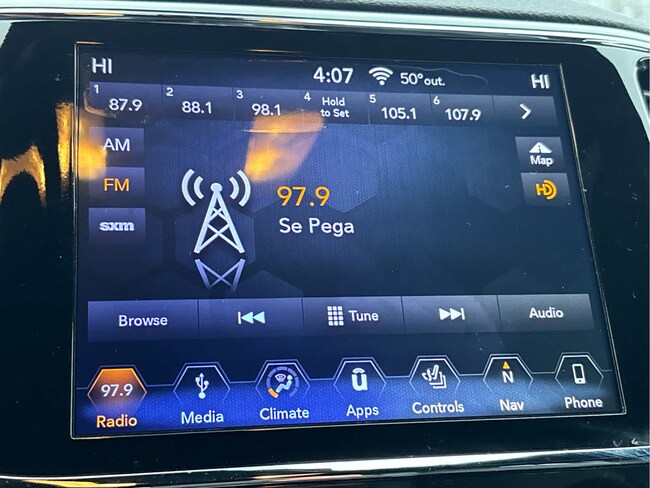 HI 4:07 50° out. HI
1 87.9 2 88.1 3 98.1 4 Hold to Set 5 105.1 6 107.9
AM
Map
FM
HD
sxm
97.9
Se Pega
Browse Tune Audio
97.9 N
Radio Media Climate Apps Controls Nav Phone